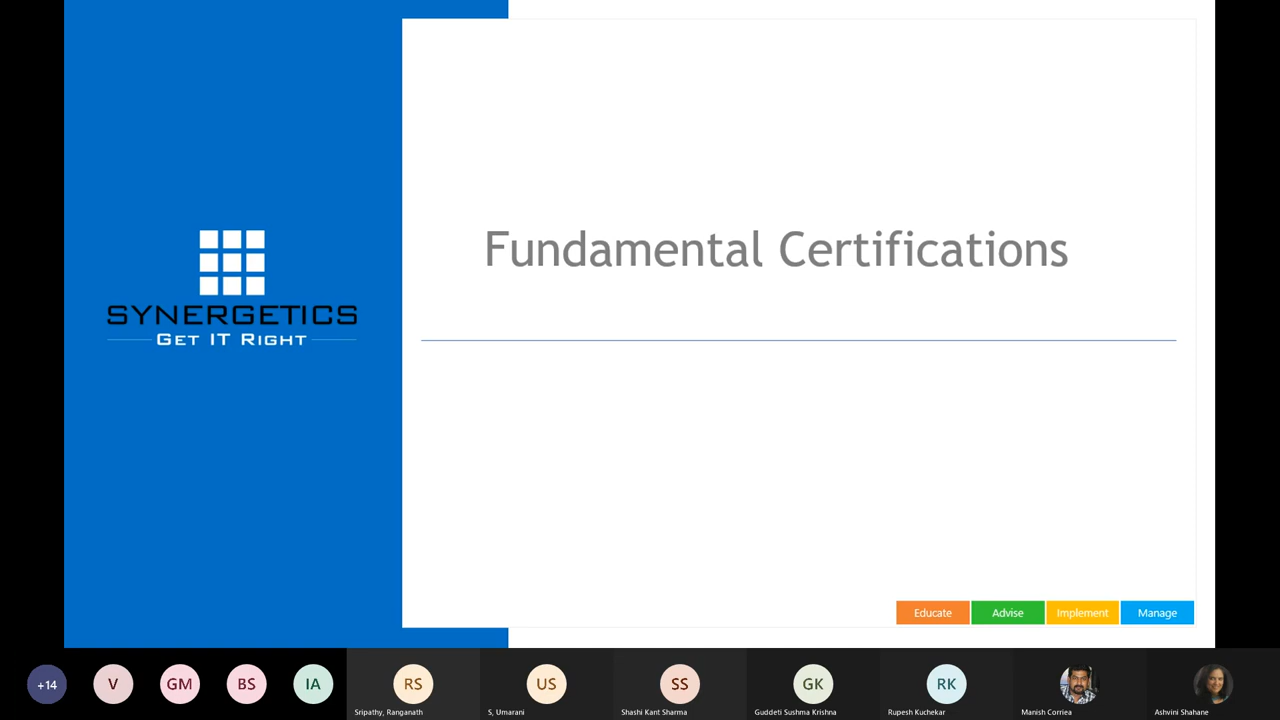 Fundamental Certifications
SYNERGETICS
GET IT RIGHT
Educate
Advise
Implement
Manage
+14
V
GM
BS
IA
RS
US
SS
GK
RK
Sripathy, Ranganath
S, Umarani
Shashi Kant Sharma
Guddeti Sushma Krishna
Rupesh Kuchekar
Manish Corriea
Ashvini Shahane